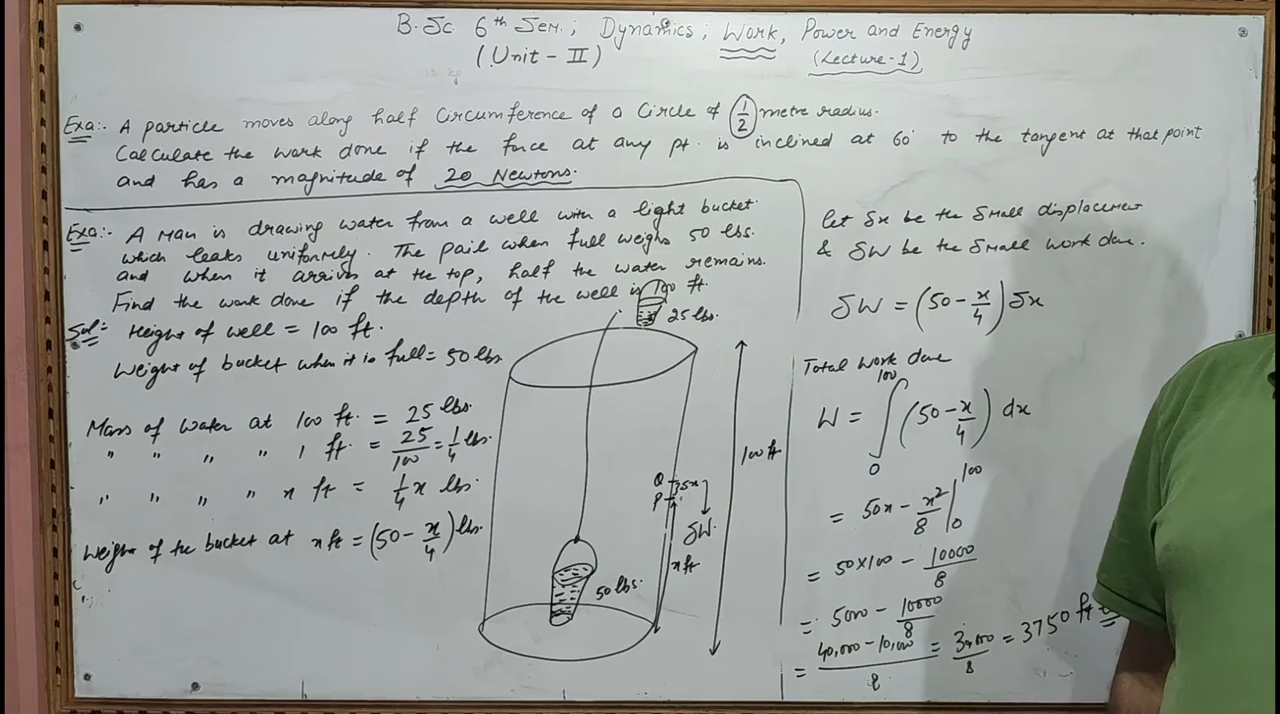 B.Sc. 6th Sem.; Dynamics; Work, Power and Energy
(Unit - II) (Lecture-1)
Exa:- A particle moves along half Circumference of a Circle of (1/2) metre radius.
Calculate the work done if the force at any pt. is inclined at 60° to the tangent at that point
and has a magnitude of 20 Newtons.
Exa:- A Man is drawing water from a well with a light bucket
which leaks uniformly. The pail when full weighs 50 lbs.
and when it arrives at the top, half the water remains.
Find the work done if the depth of the well is 100 ft.
Sol:- Height of well = 100 ft.
Weight of bucket when it is full = 50 lbs
Mass of water at 100 ft. = 25 lbs.
" " " " 1 ft. = 25/100 = 1/4 lbs.
" " " " x ft = 1/4 x lbs.
Weight of the bucket at x ft = (50 - x/4) lbs.
25 lbs.
Q
P
δx
δW
x ft
100 ft
50 lbs.
let δx be the small displacement
& δW be the small work done.
δW = (50 - x/4) δx
Total work done
W = ∫₀¹⁰⁰ (50 - x/4) dx
= 50x - x²/8 |₀¹⁰⁰
= 50×100 - 10000/8
= 5000 - 10000/8
= 40,000 - 10,000/8 = 30,000/8 = 3750 ft